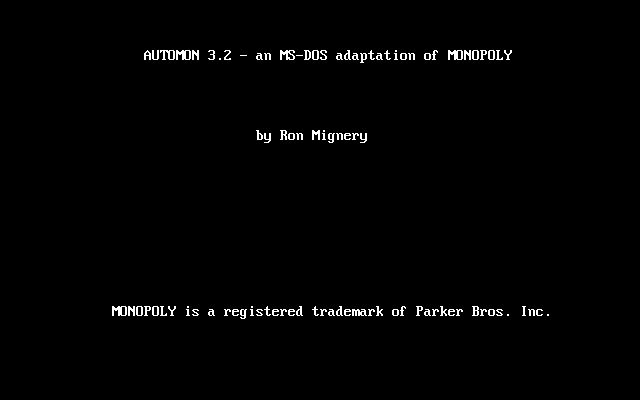 AUTOMON 3.2 - an MS-DOS adaptation of MONOPOLY
by Ron Mignery
MONOPOLY is a registered trademark of Parker Bros. Inc.